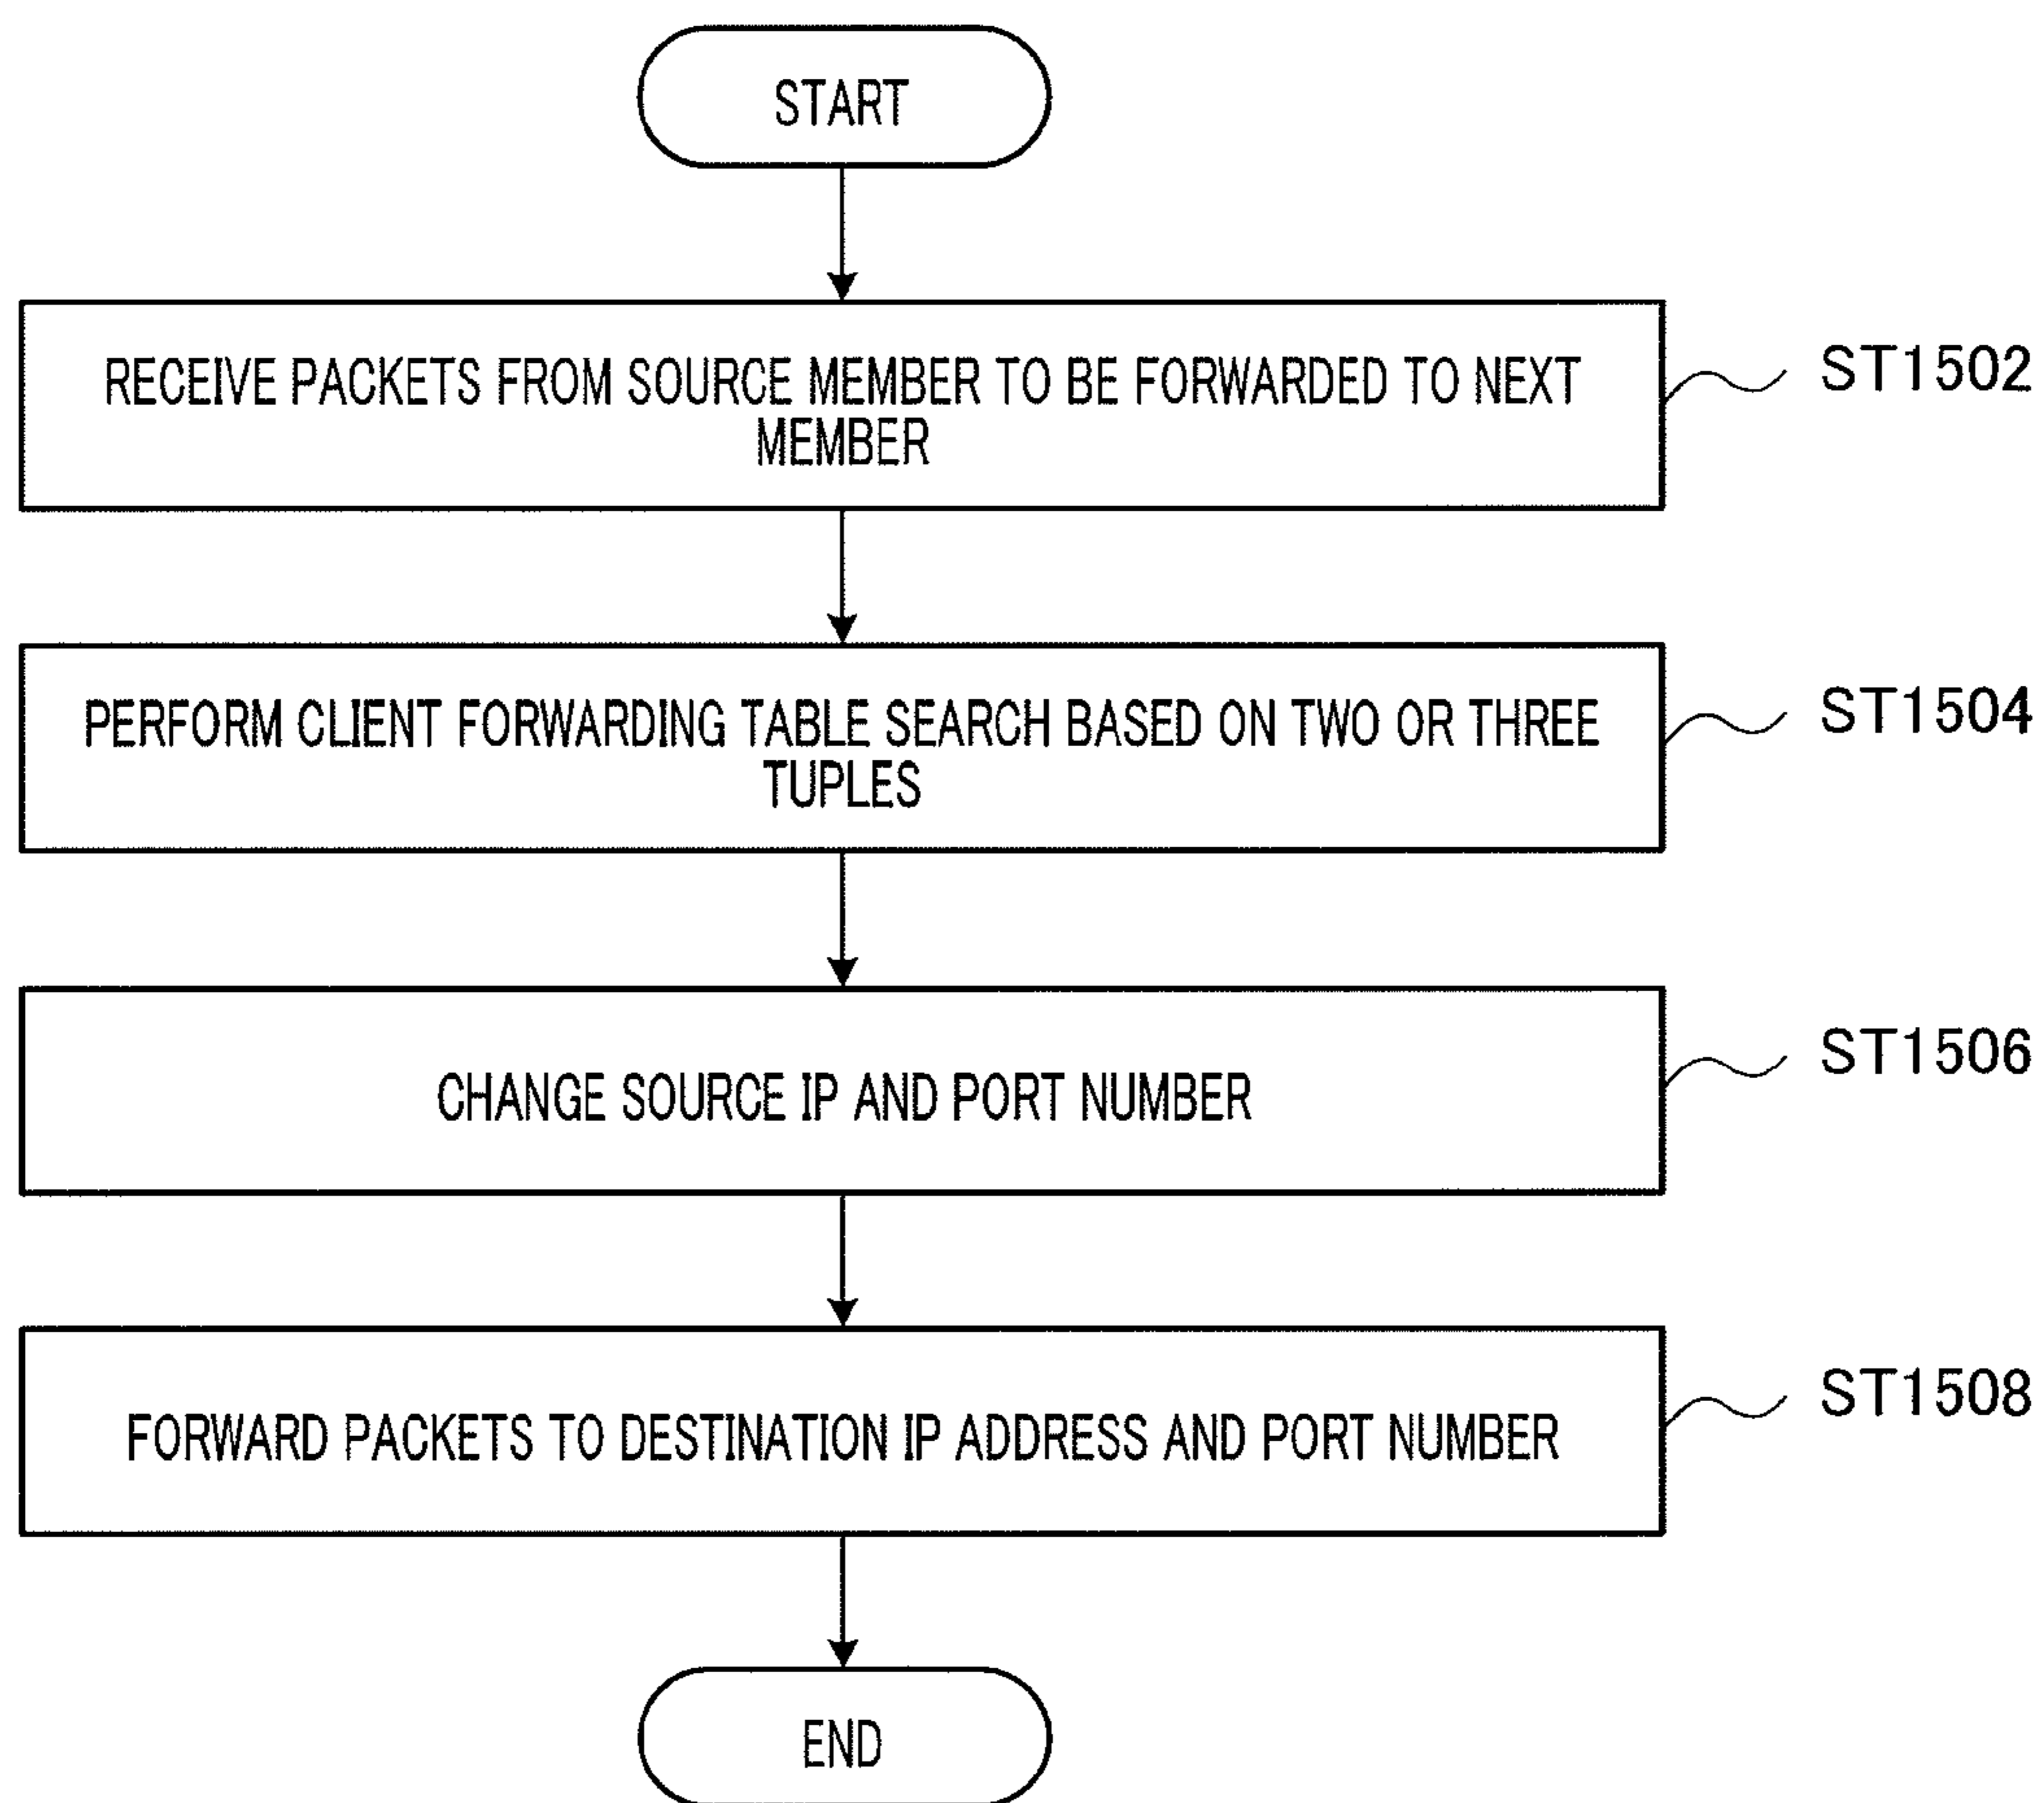 START
RECEIVE PACKETS FROM SOURCE MEMBER TO BE FORWARDED TO NEXT
MEMBER
ST1502
PERFORM CLIENT FORWARDING TABLE SEARCH BASED ON TWO OR THREE
TUPLES
ST1504
CHANGE SOURCE IP AND PORT NUMBER
ST1506
FORWARD PACKETS TO DESTINATION IP ADDRESS AND PORT NUMBER
ST1508
END